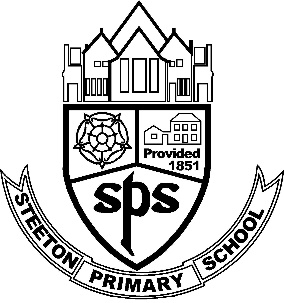 Provided
1851
sps
STEETON PRIMARY SCHOOL